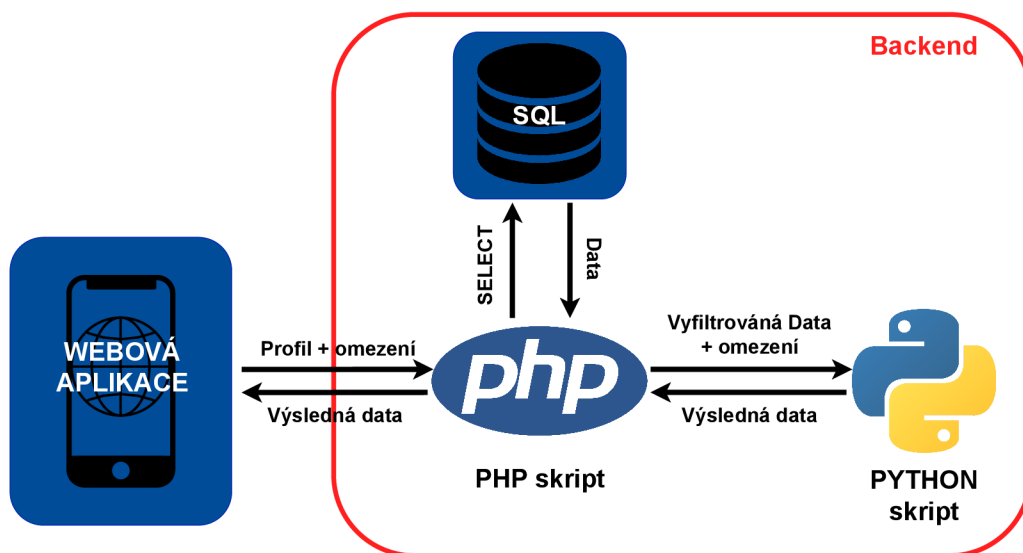 Backend
SQL
SELECT
Data
WEBOVÁ
APLIKACE
Profil + omezení
Výsledná data
php
PHP skript
Vyfiltrováná Data
+ omezení
Výsledná data
PYTHON
skript